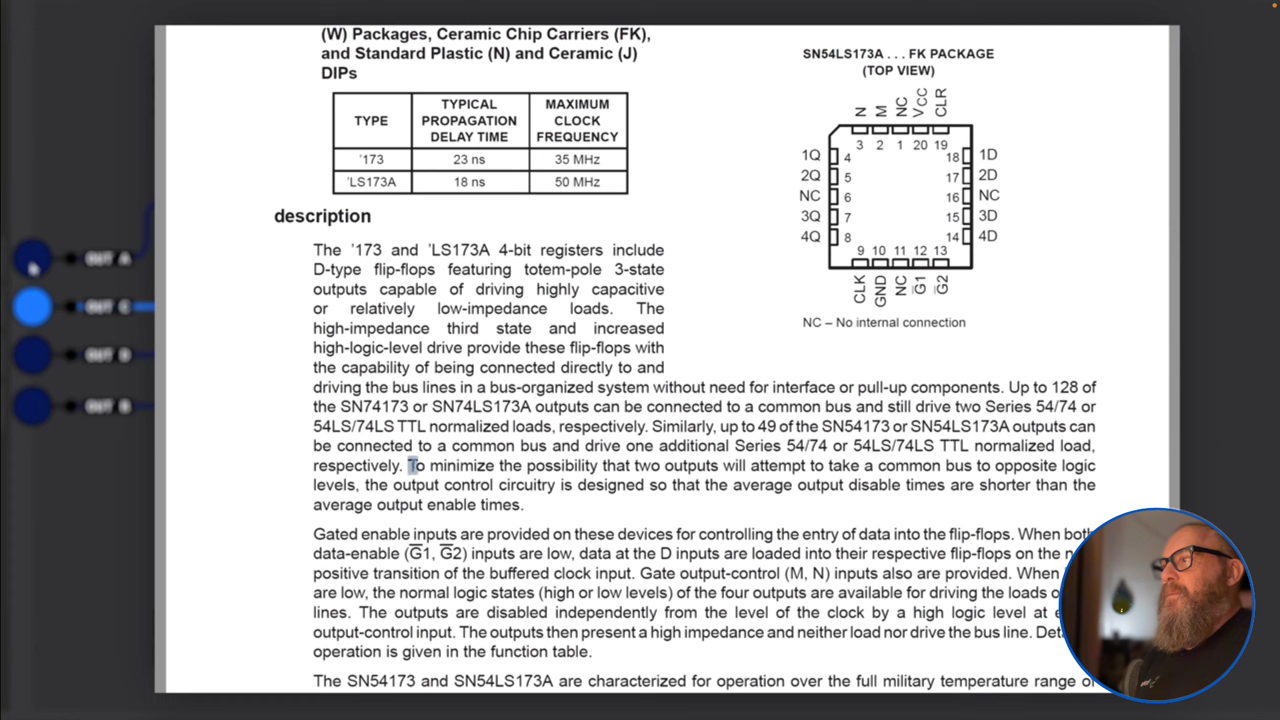 (W) Packages, Ceramic Chip Carriers (FK),
and Standard Plastic (N) and Ceramic (J)
DIPs
TYPE TYPICAL PROPAGATION DELAY TIME MAXIMUM CLOCK FREQUENCY
'173 23 ns 35 MHz
'LS173A 18 ns 50 MHz
SN54LS173A . . . FK PACKAGE
(TOP VIEW)
N M NC VCC CLR
3 2 1 20 19
1Q 4 18 1D
2Q 5 17 2D
NC 6 16 NC
3Q 7 15 3D
4Q 8 14 4D
9 10 11 12 13
CLK GND NC G̅1 G̅2
NC – No internal connection
description
The '173 and 'LS173A 4-bit registers include
D-type flip-flops featuring totem-pole 3-state
outputs capable of driving highly capacitive
or relatively low-impedance loads. The
high-impedance third state and increased
high-logic-level drive provide these flip-flops with
the capability of being connected directly to and
driving the bus lines in a bus-organized system without need for interface or pull-up components. Up to 128 of
the SN74173 or SN74LS173A outputs can be connected to a common bus and still drive two Series 54/74 or
54LS/74LS TTL normalized loads, respectively. Similarly, up to 49 of the SN54173 or SN54LS173A outputs can
be connected to a common bus and drive one additional Series 54/74 or 54LS/74LS TTL normalized load,
respectively. To minimize the possibility that two outputs will attempt to take a common bus to opposite logic
levels, the output control circuitry is designed so that the average output disable times are shorter than the
average output enable times.
Gated enable inputs are provided on these devices for controlling the entry of data into the flip-flops. When both
data-enable (G̅1, G̅2) inputs are low, data at the D inputs are loaded into their respective flip-flops on the
positive transition of the buffered clock input. Gate output-control (M, N) inputs also are provided. When
are low, the normal logic states (high or low levels) of the four outputs are available for driving the loads
lines. The outputs are disabled independently from the level of the clock by a high logic level at
output-control input. The outputs then present a high impedance and neither load nor drive the bus line.
operation is given in the function table.
The SN54173 and SN54LS173A are characterized for operation over the full military temperature range of
OUT A
OUT C
OUT D
OUT B